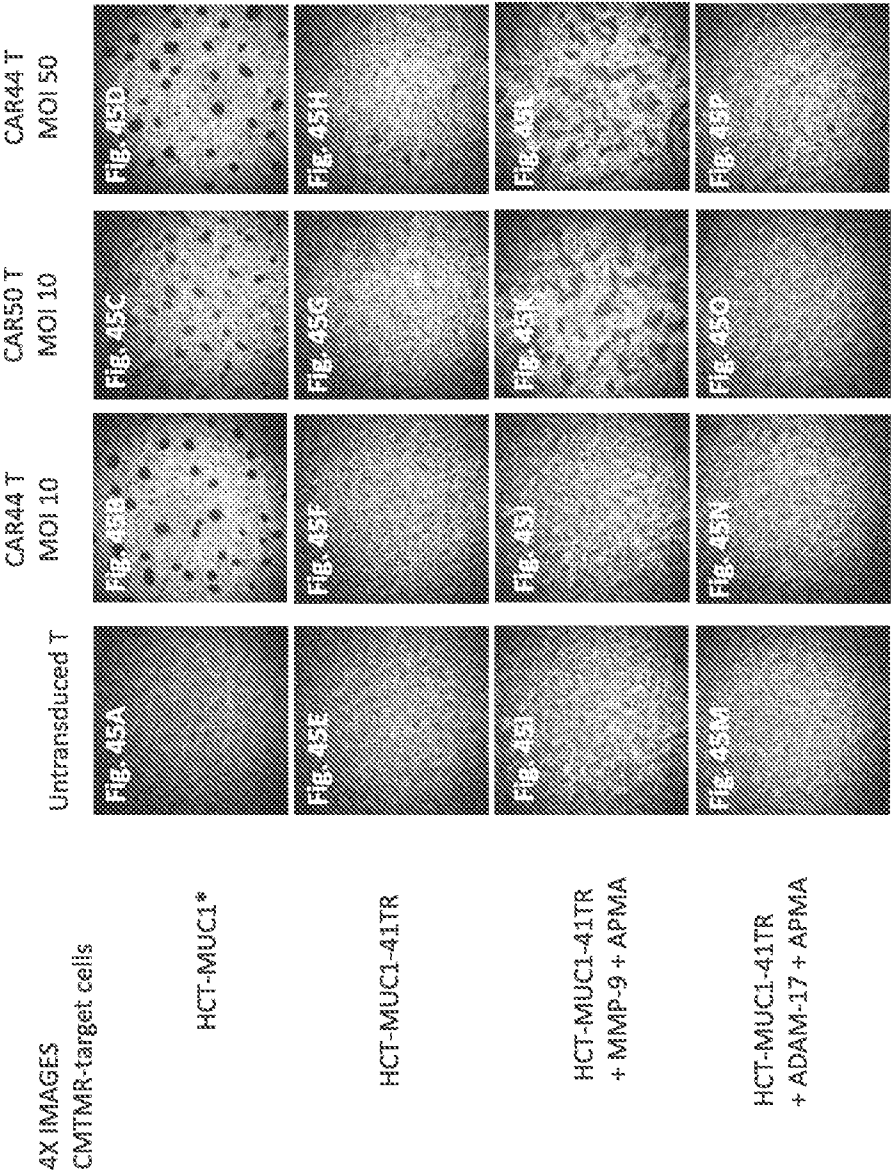 4X IMAGES
CMTMR-target cells
Untransduced T
CAR44 T
MOI 10
CAR50 T
MOI 10
CAR44 T
MOI 50
HCT-MUC1*
Fig. 45A
Fig. 45B
Fig. 45C
Fig. 45D
HCT-MUC1-41TR
Fig. 45E
Fig. 45F
Fig. 45G
Fig. 45H
HCT-MUC1-41TR
+ MMP-9 + APMA
Fig. 45I
Fig. 45J
Fig. 45K
Fig. 45L
HCT-MUC1-41TR
+ ADAM-17 + APMA
Fig. 45M
Fig. 45N
Fig. 45O
Fig. 45P